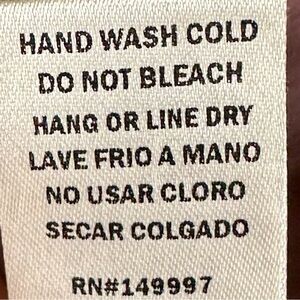 HAND WASH COLD
DO NOT BLEACH
HANG OR LINE DRY
LAVE FRIO A MANO
NO USAR CLORO
SECAR COLGADO
RN#149997